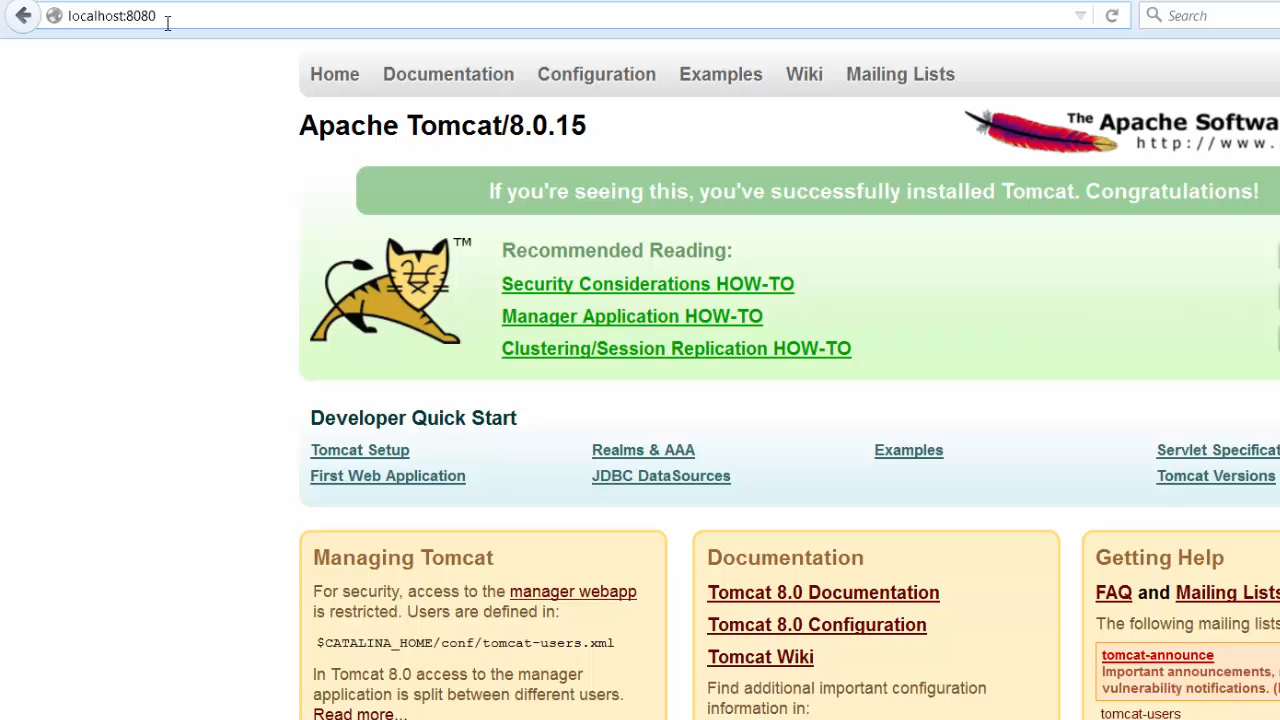 localhost:8080
Search
Home Documentation Configuration Examples Wiki Mailing Lists
Apache Tomcat/8.0.15
The Apache Softwa
http://www.
If you're seeing this, you've successfully installed Tomcat. Congratulations!
TM
Recommended Reading:
Security Considerations HOW-TO
Manager Application HOW-TO
Clustering/Session Replication HOW-TO
Developer Quick Start
Tomcat Setup
First Web Application
Realms & AAA
JDBC DataSources
Examples
Servlet Specificat
Tomcat Versions
Managing Tomcat
For security, access to the manager webapp
is restricted. Users are defined in:
$CATALINA_HOME/conf/tomcat-users.xml
In Tomcat 8.0 access to the manager
application is split between different users.
Read more...
Documentation
Tomcat 8.0 Documentation
Tomcat 8.0 Configuration
Tomcat Wiki
Find additional important configuration
information in:
Getting Help
FAQ and Mailing Lists
The following mailing lists
tomcat-announce
Important announcements,
vulnerability notifications. (
tomcat-users